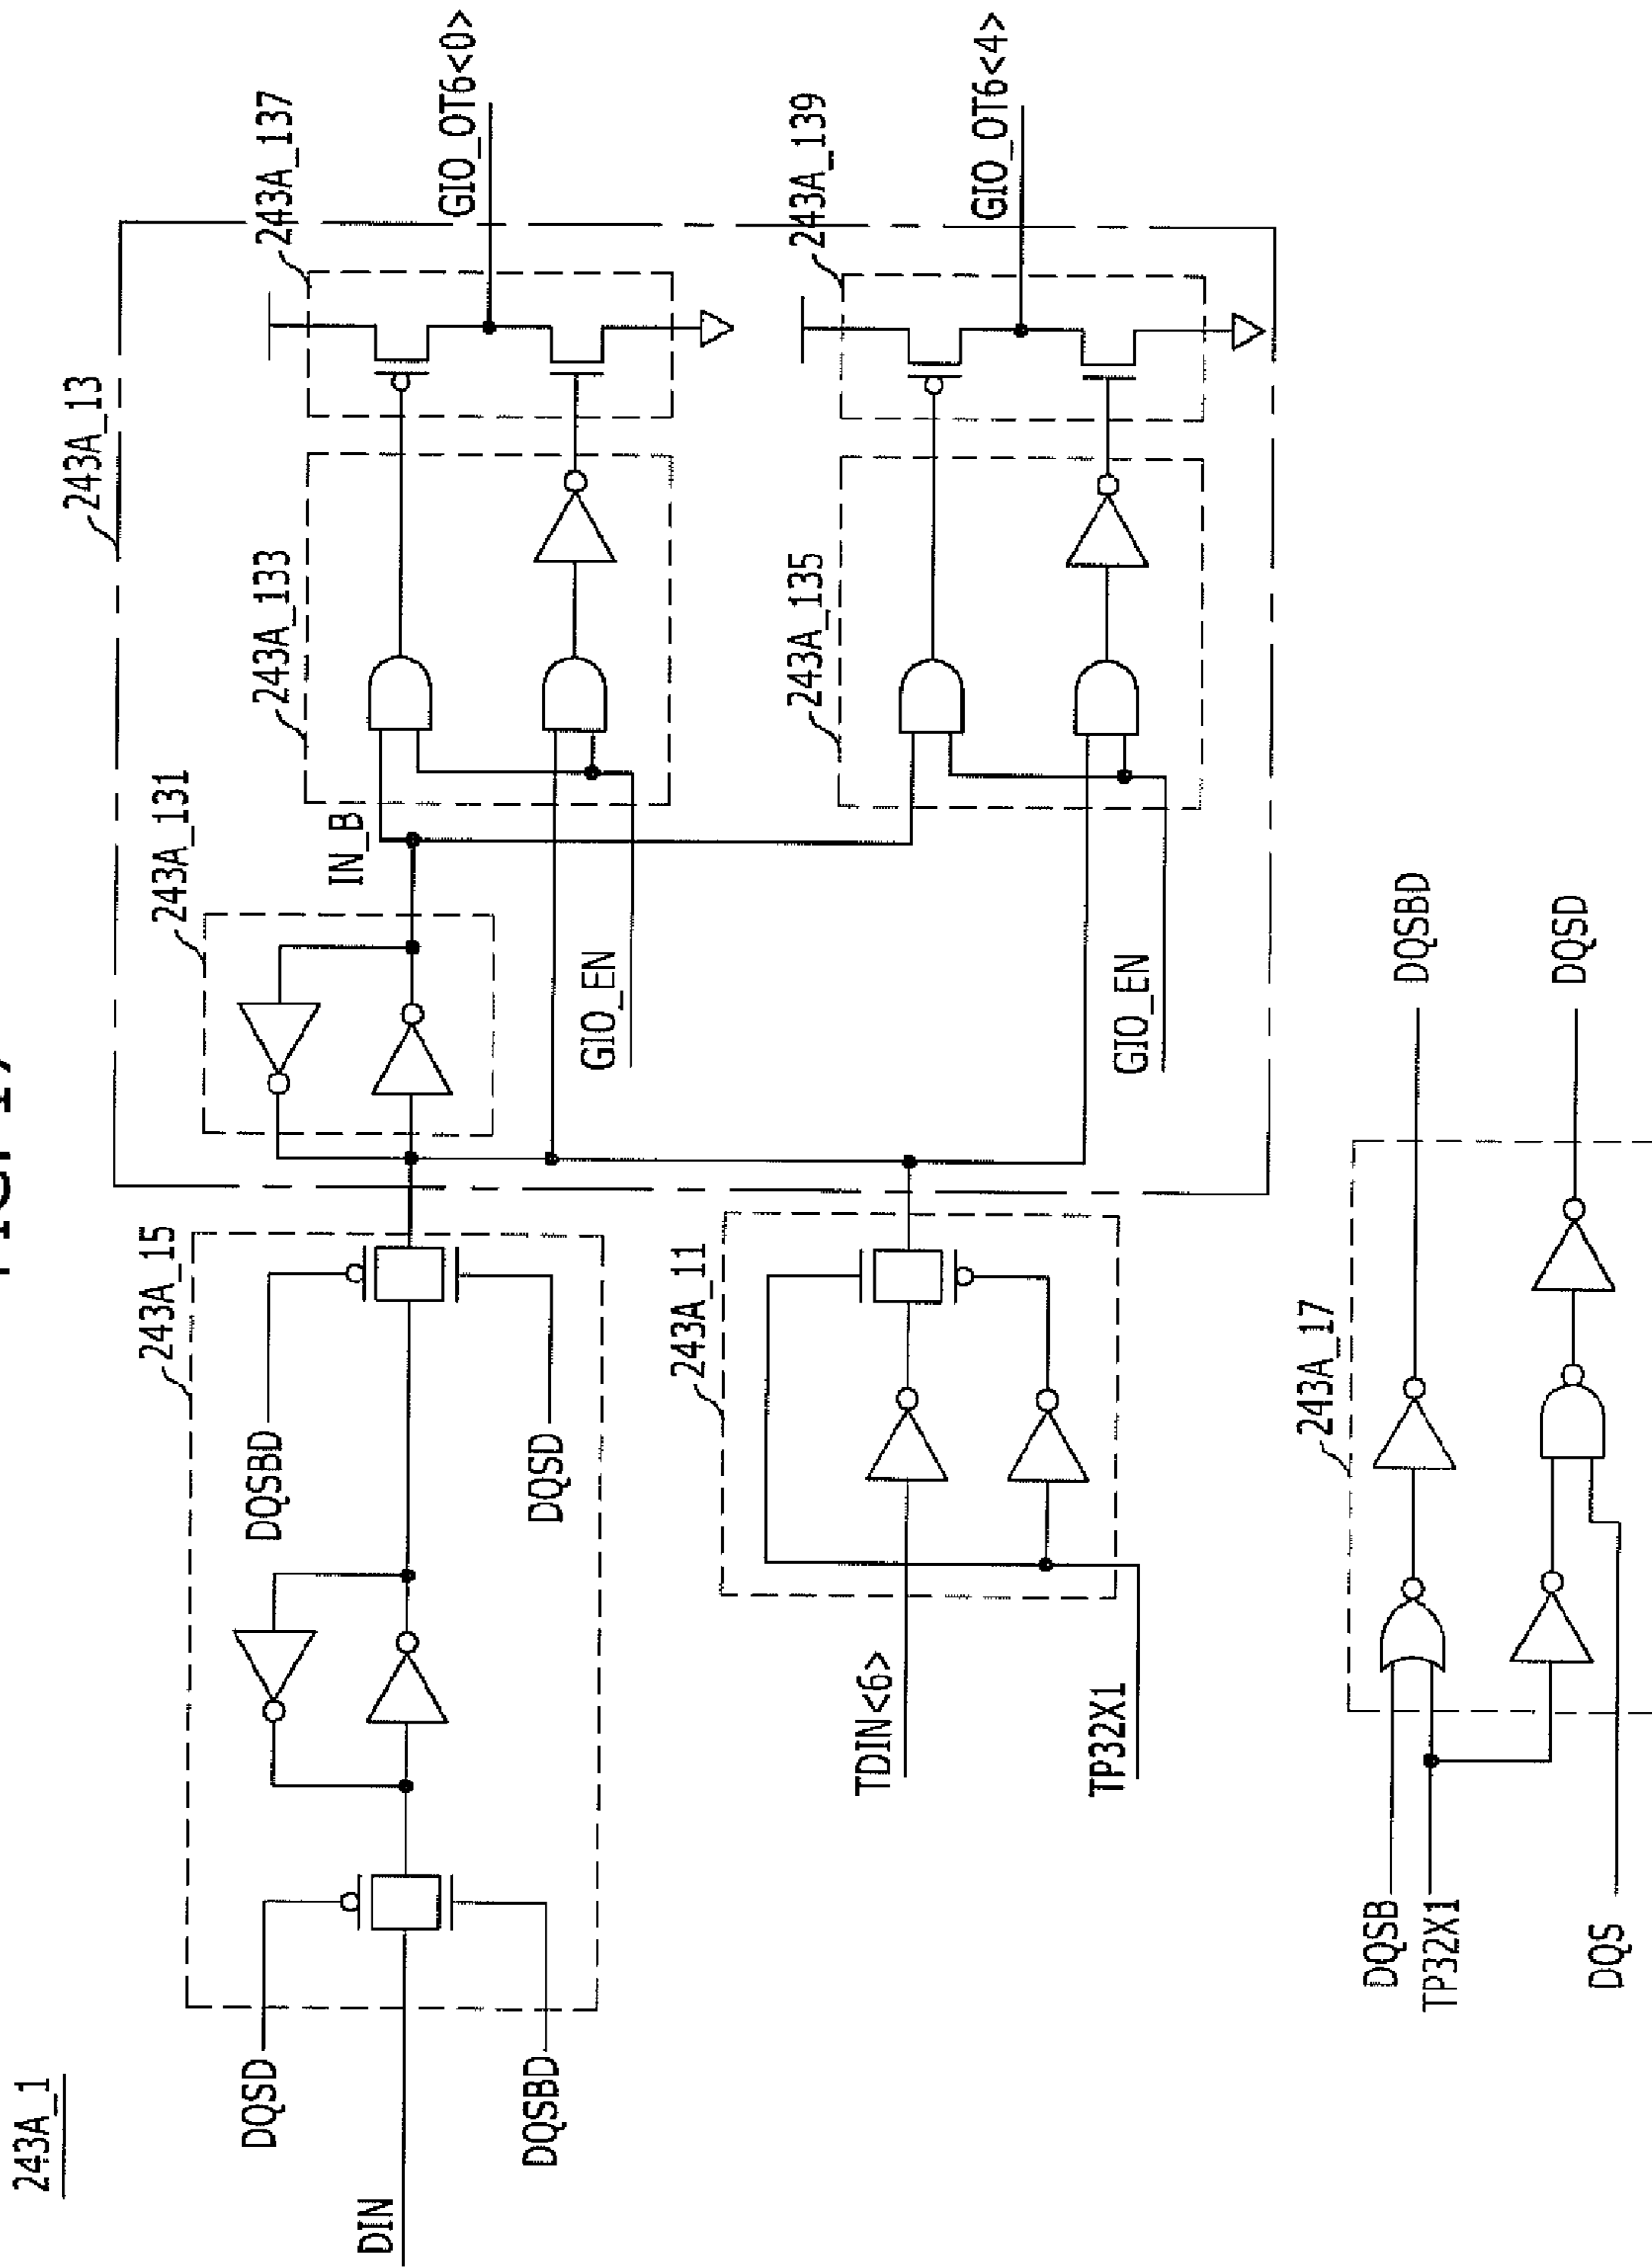 243A_1
243A_13
243A_15
243A_131
243A_133
243A_137
DQSD
DQSBD
IN_B
GIO_OT6<0>
DIN
DQSBD
DQSD
GIO_EN
243A_11
243A_135
243A_139
TDIN<6>
GIO_OT6<4>
TP32X1
GIO_EN
243A_17
DQSB
TP32X1
DQSBD
DQS
DQSD